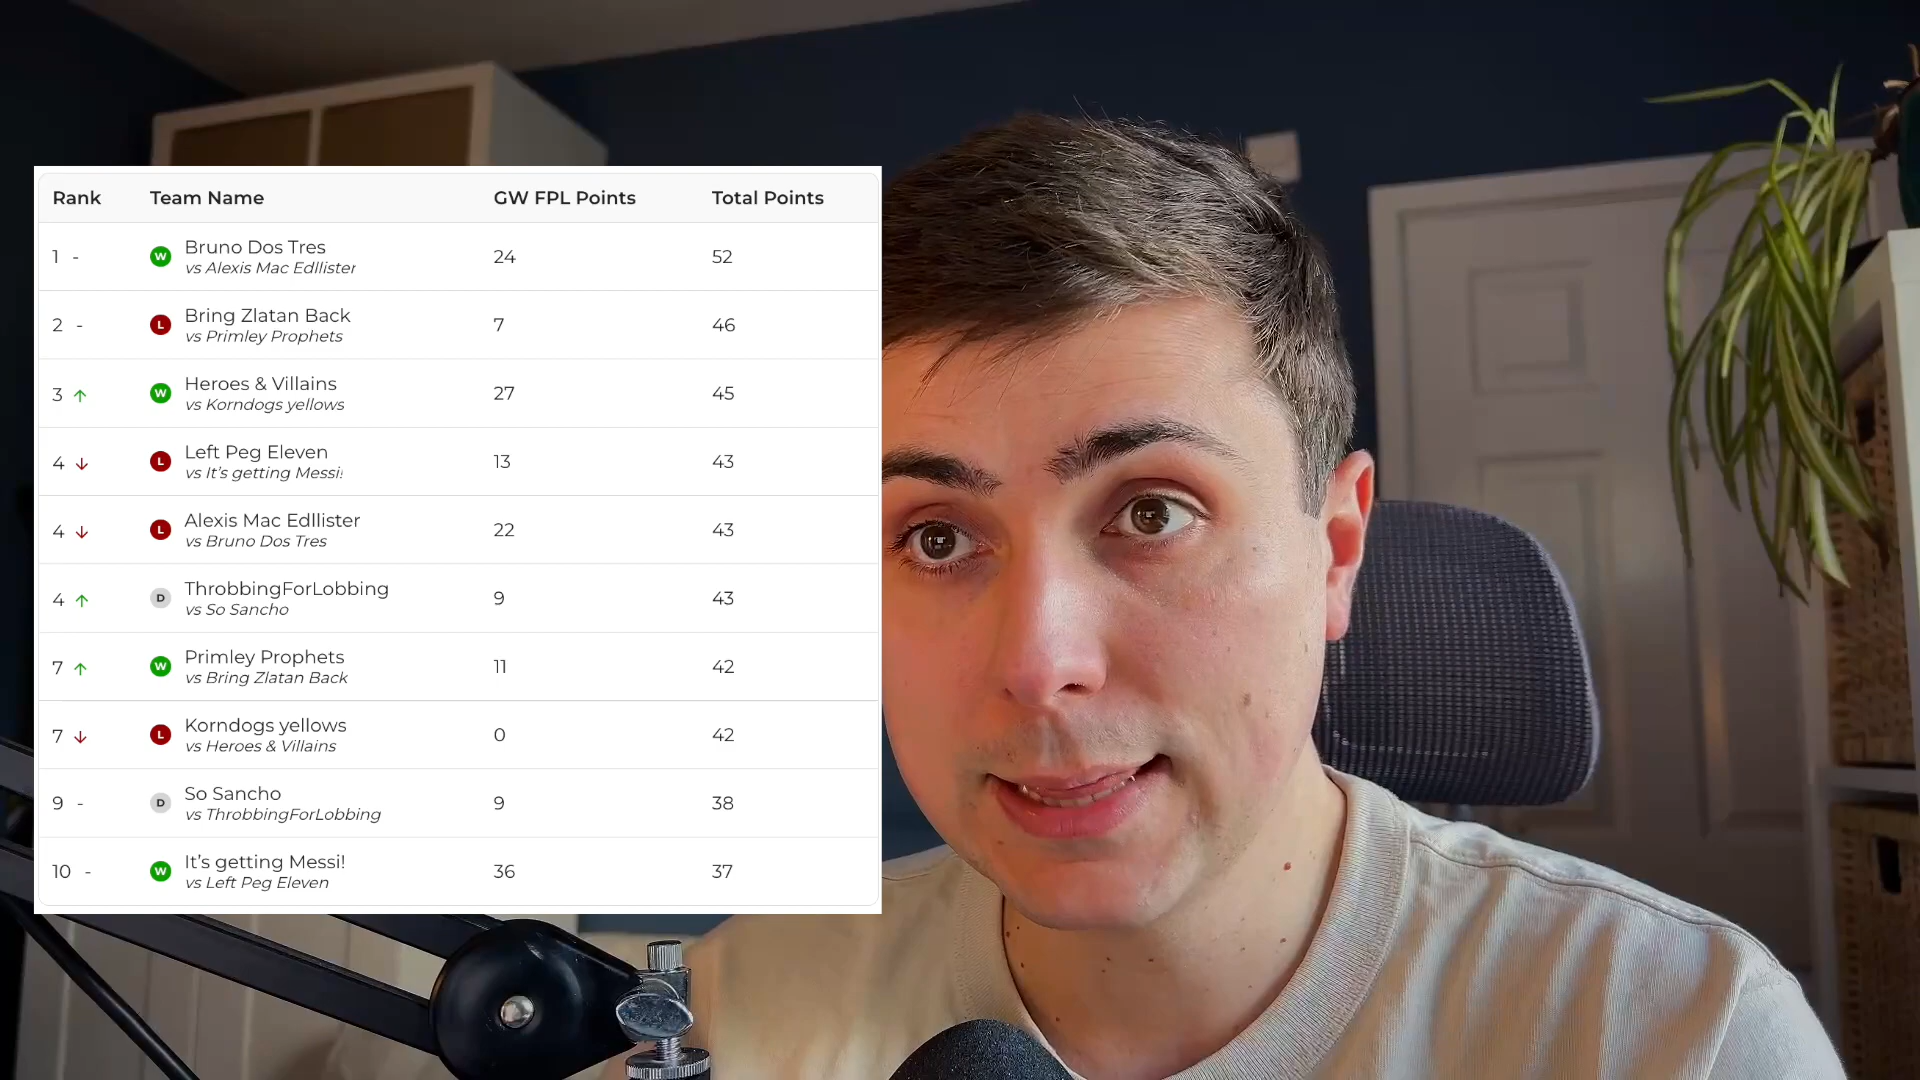 Rank Team Name GW FPL Points Total Points
1 - W Bruno Dos Tres 24 52
vs Alexis Mac Edllister
2 - L Bring Zlatan Back 7 46
vs Primley Prophets
3 ↑ W Heroes & Villains 27 45
vs Korndogs yellows
4 ↓ L Left Peg Eleven 13 43
vs It's getting Messi!
4 ↓ L Alexis Mac Edllister 22 43
vs Bruno Dos Tres
4 ↑ D ThrobbingForLobbing 9 43
vs So Sancho
7 ↑ W Primley Prophets 11 42
vs Bring Zlatan Back
7 ↓ L Korndogs yellows 0 42
vs Heroes & Villains
9 - D So Sancho 9 38
vs ThrobbingForLobbing
10 - W It's getting Messi! 36 37
vs Left Peg Eleven